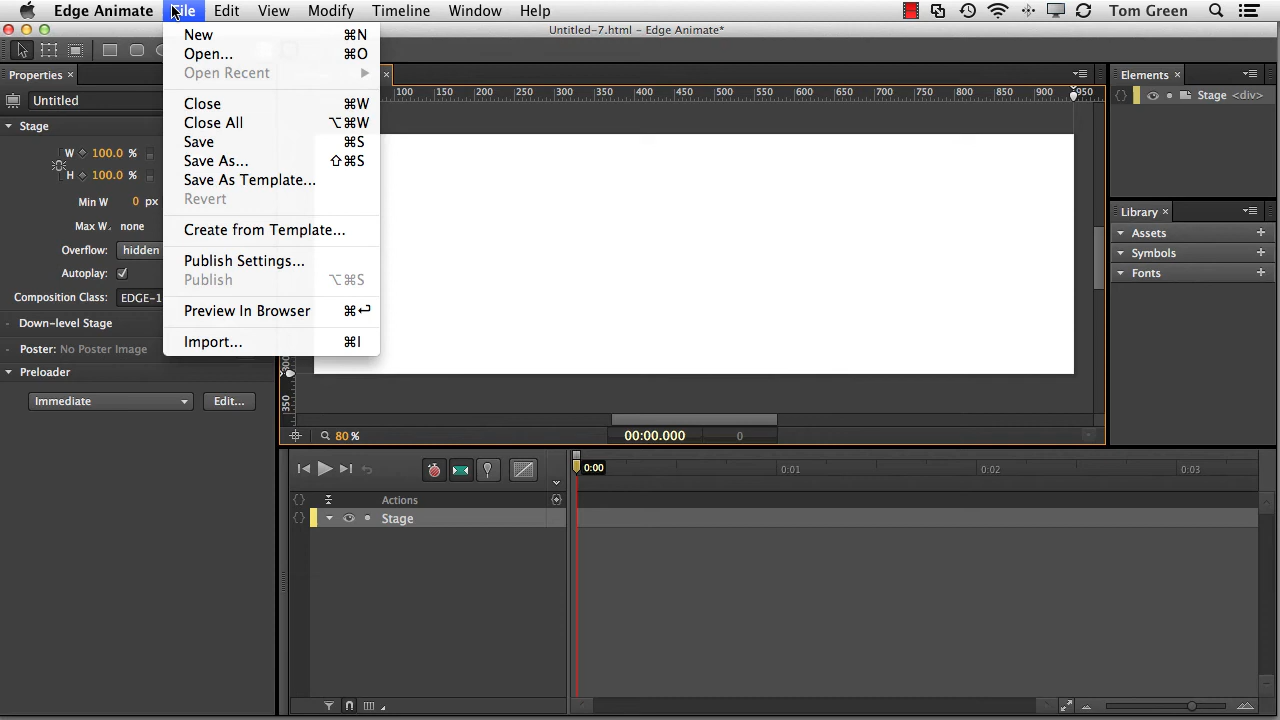 Edge Animate File Edit View Modify Timeline Window Help Tom Green
Untitled-7.html - Edge Animate*
New ⌘N
Open... ⌘O
Open Recent
Close ⌘W
Close All ⌥⌘W
Save ⌘S
Save As... ⇧⌘S
Save As Template...
Revert
Create from Template...
Publish Settings...
Publish ⌥⌘S
Preview In Browser ⌘↩
Import... ⌘I
Properties
Untitled
Stage
W 100.0 %
H 100.0 %
Min W 0 px
Max W. none
Overflow: hidden
Autoplay:
Composition Class: EDGE-1
Down-level Stage
Poster: No Poster Image
Preloader
Immediate Edit...
100 150 200 250 300 350 400 450 500 550 600 650 700 750 800 850 900 950
350
80 % 00:00.000 0
Elements
Stage <div>
Library
Assets
Symbols
Fonts
0:00 0:01 0:02 0:03
Actions
Stage